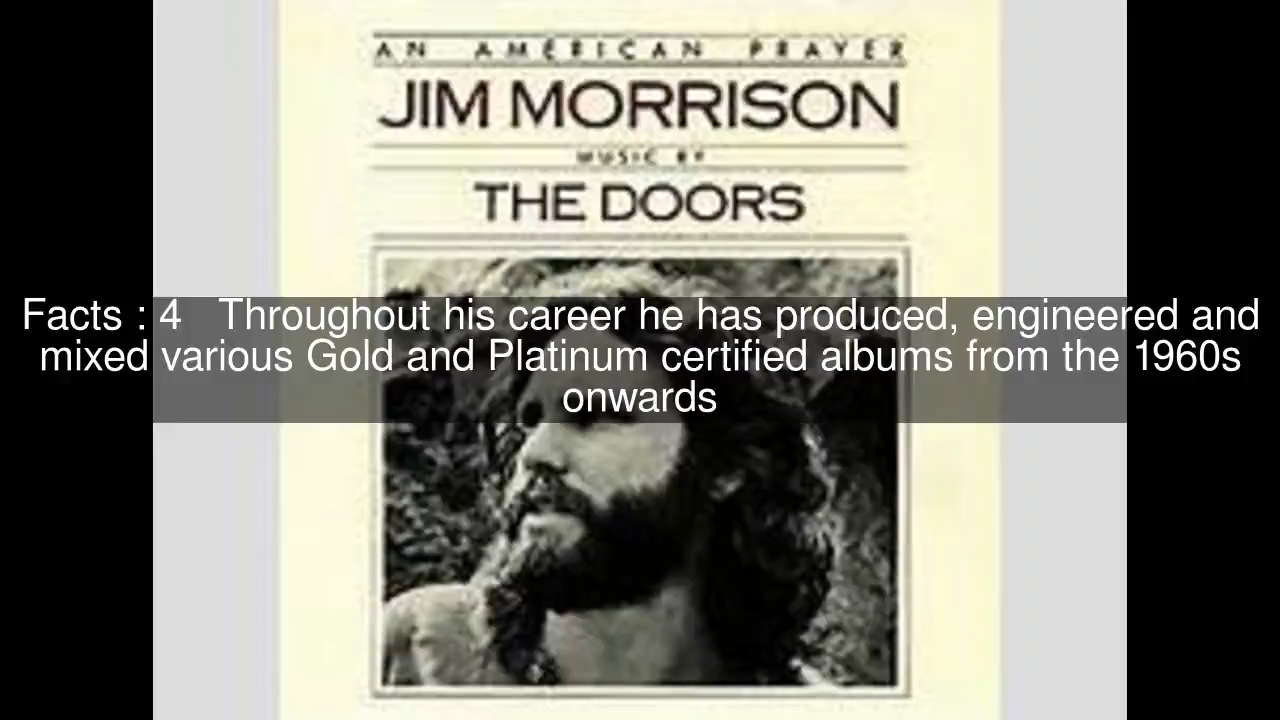 AN AMERICAN PRAYER
JIM MORRISON
MUSIC BY
THE DOORS
Facts : 4 Throughout his career he has produced, engineered and
mixed various Gold and Platinum certified albums from the 1960s
onwards